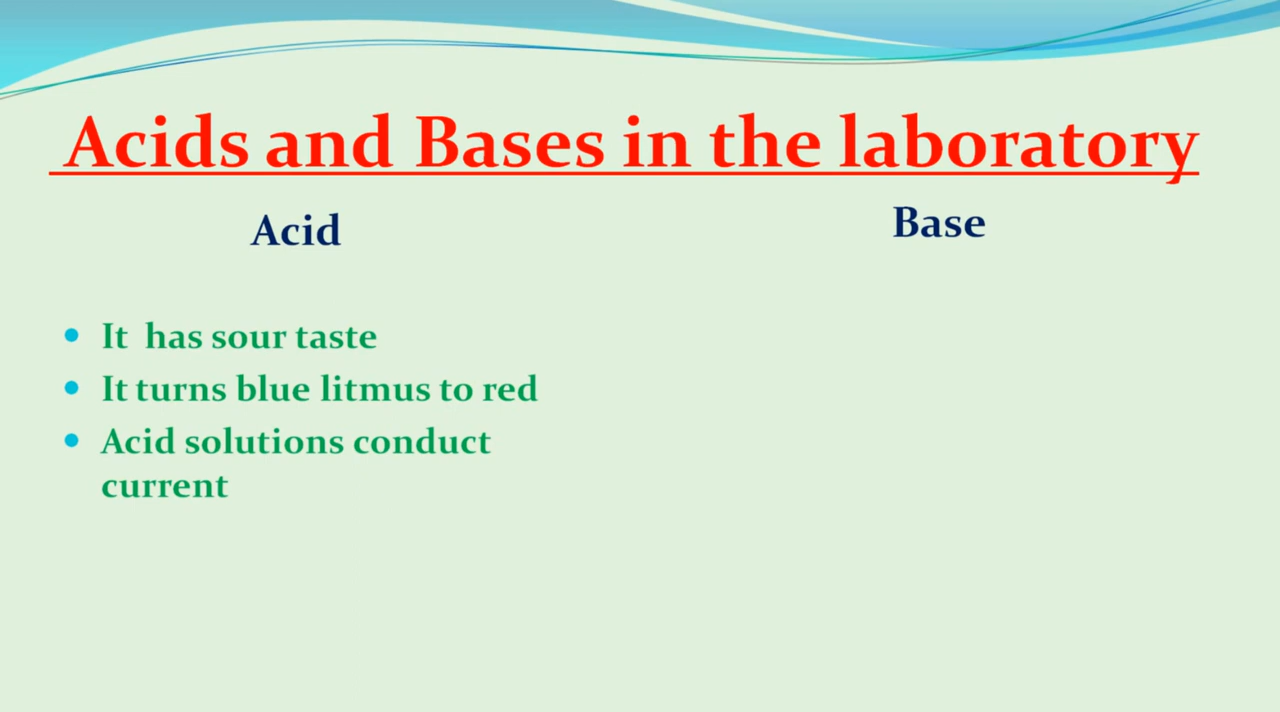 Acids and Bases in the laboratory
Acid
Base
• It has sour taste
• It turns blue litmus to red
• Acid solutions conduct
current